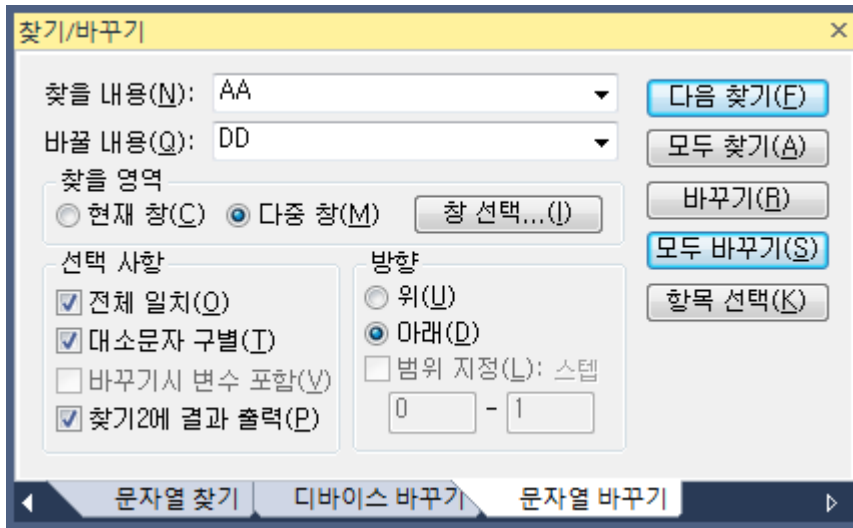 찾기/바꾸기
찾을 내용(N): AA
다음 찾기(F)
바꿀 내용(Q): DD
모두 찾기(A)
찾을 영역
현재 창(C) 다중 창(M) 창 선택...(I)
바꾸기(R)
모두 바꾸기(S)
항목 선택(K)
선택 사항
전체 일치(O)
대소문자 구별(T)
바꾸기시 변수 포함(V)
찾기2에 결과 출력(P)
방향
위(U)
아래(D)
범위 지정(L): 스텝
0 - 1
문자열 찾기 디바이스 바꾸기 문자열 바꾸기